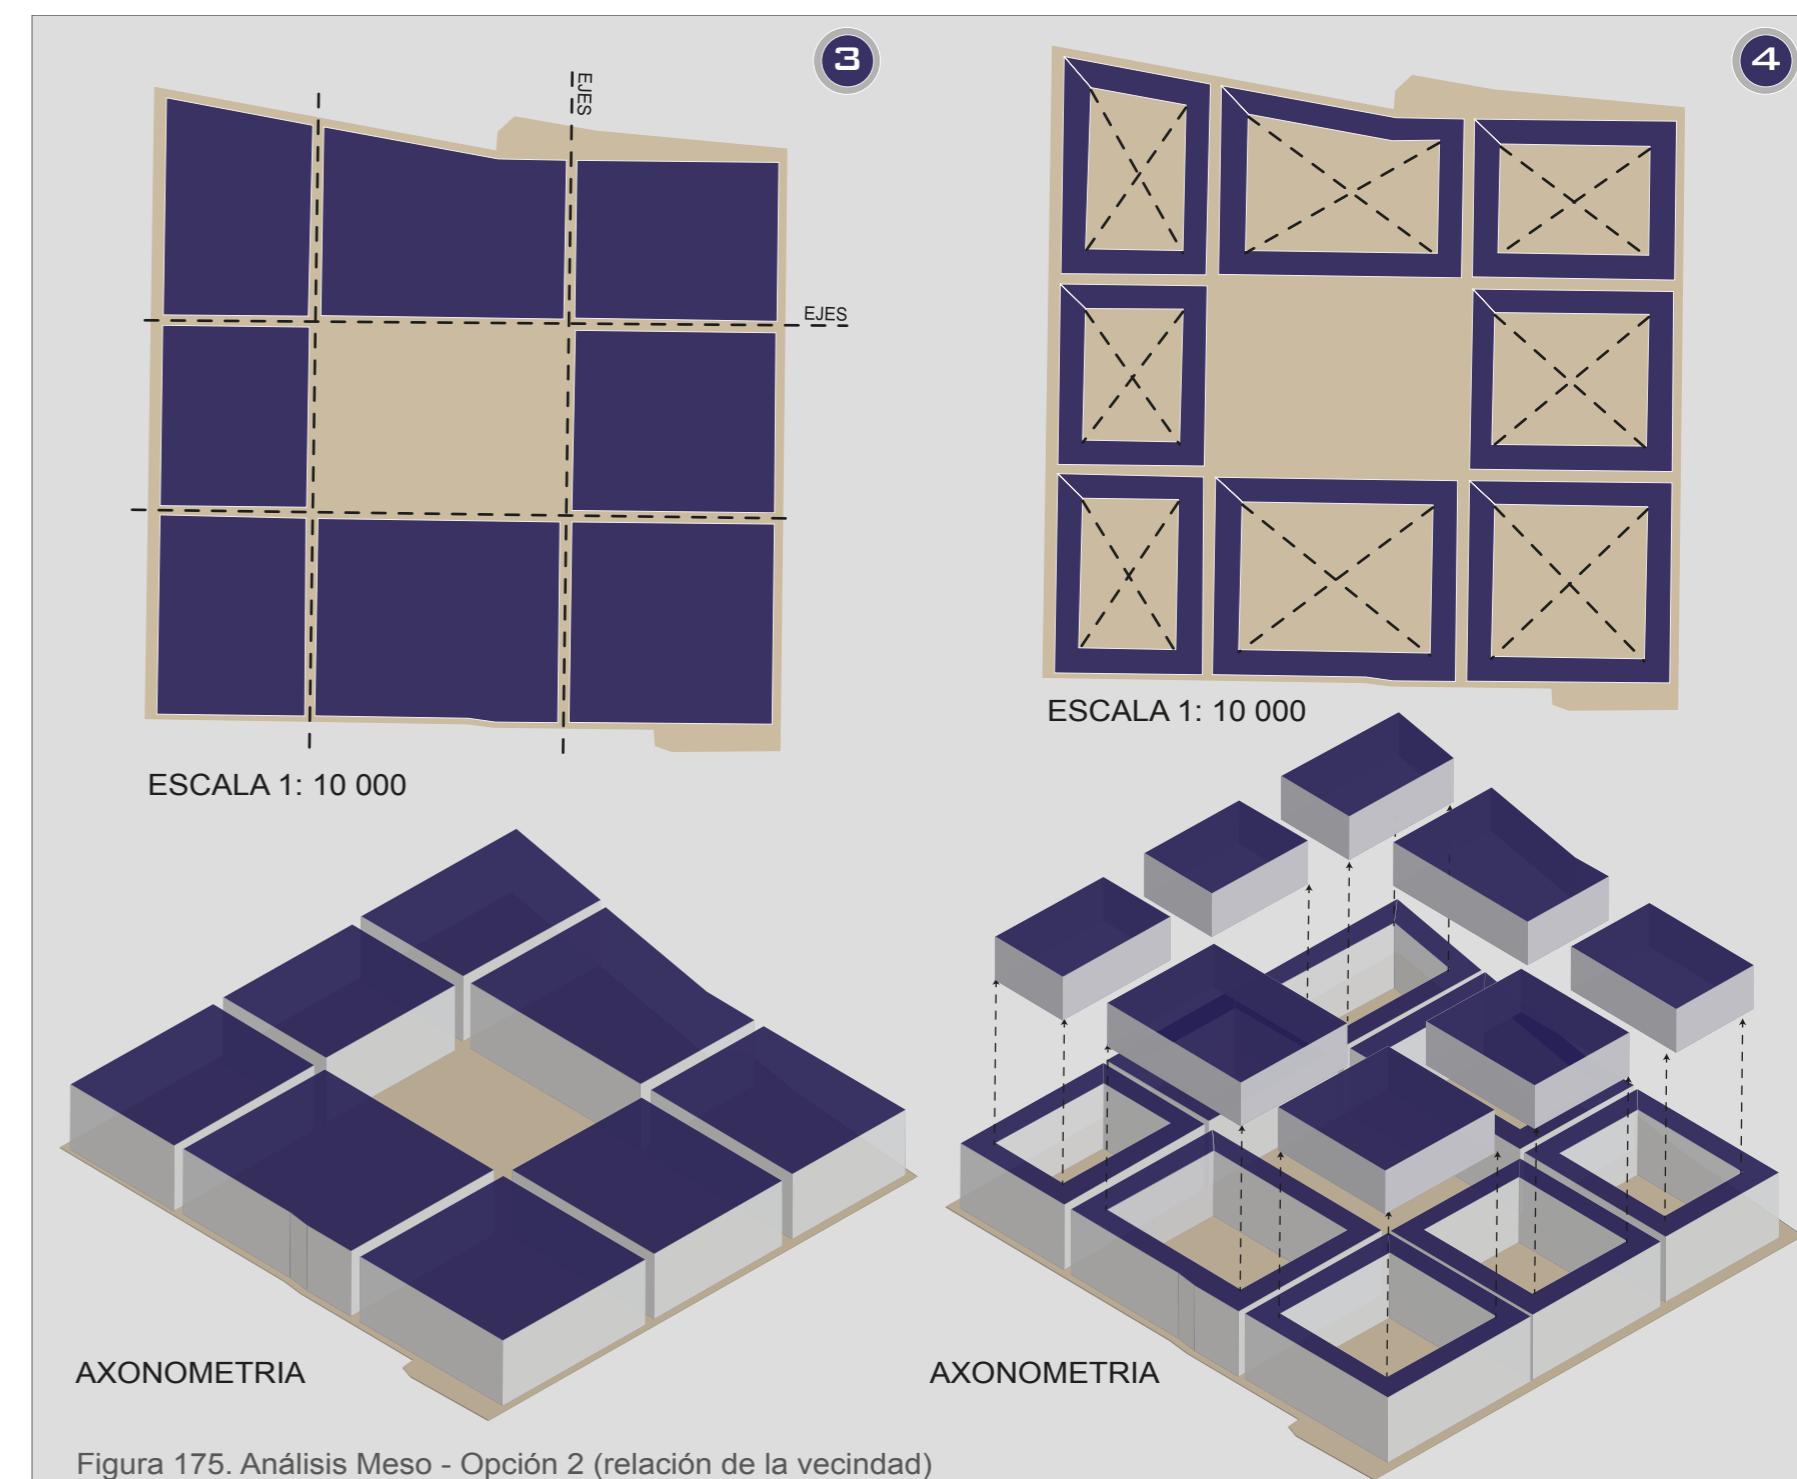 3
EJES
EJES
ESCALA 1: 10 000
AXONOMETRIA
4
ESCALA 1: 10 000
AXONOMETRIA
Figura 175. Análisis Meso - Opción 2 (relación de la vecindad)